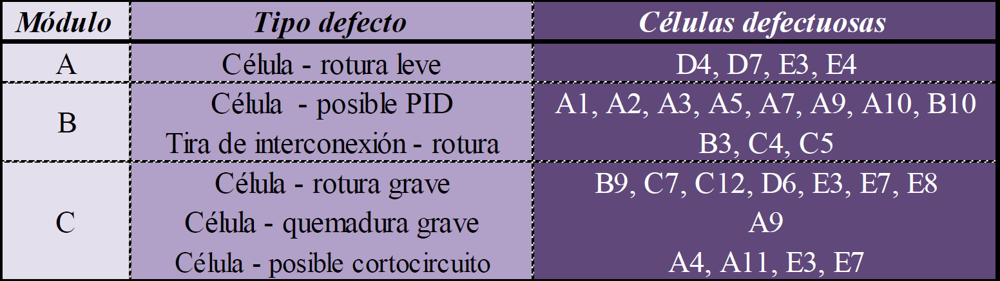 Módulo Tipo defecto Células defectuosas
A Célula - rotura leve D4, D7, E3, E4
B Célula - posible PID A1, A2, A3, A5, A7, A9, A10, B10
Tira de interconexión - rotura B3, C4, C5
C Célula - rotura grave B9, C7, C12, D6, E3, E7, E8
Célula - quemadura grave A9
Célula - posible cortocircuito A4, A11, E3, E7